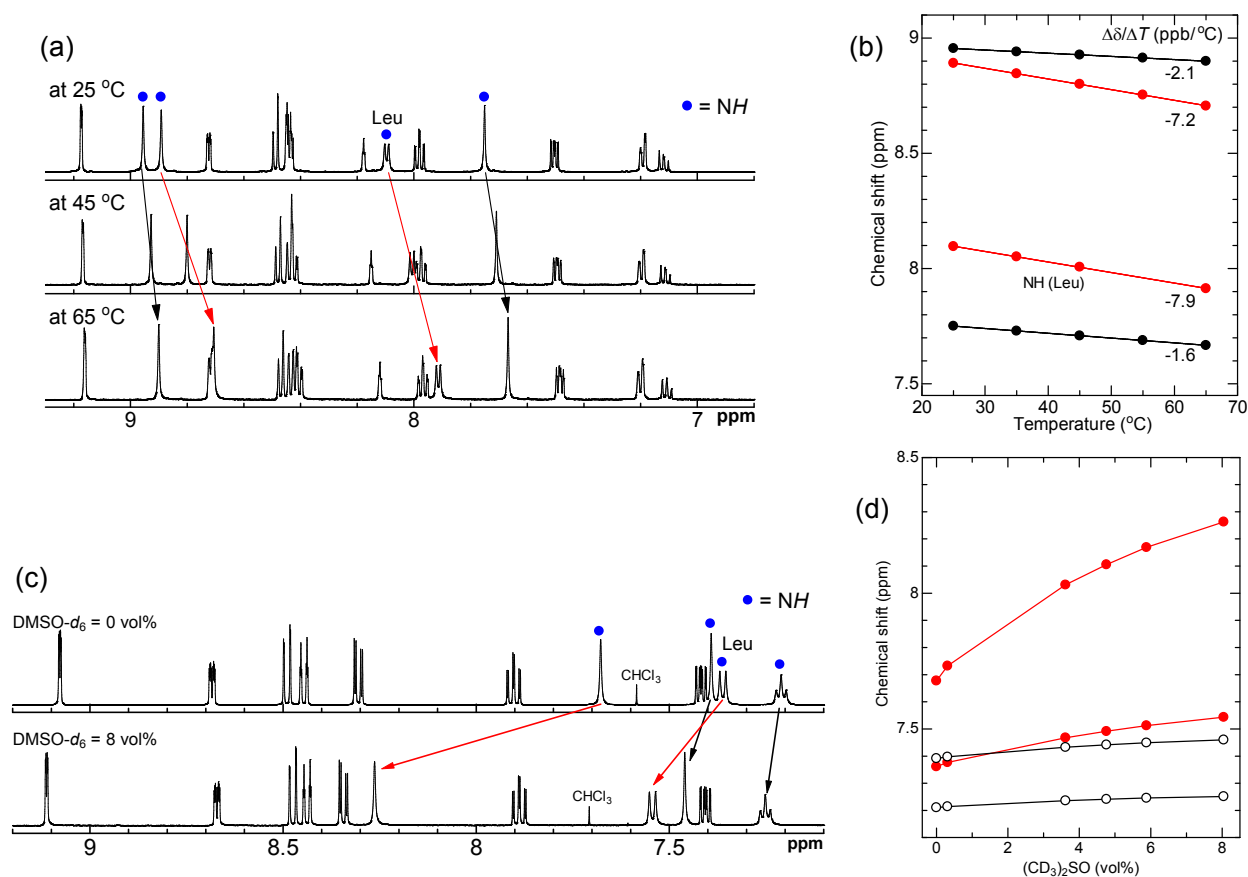 (a)
at 25 °C
Leu
= NH
at 45 °C
at 65 °C
9
8
7
ppm
(b)
Δδ/ΔT (ppb/°C)
-2.1
-7.2
NH (Leu)
-7.9
-1.6
9
8.5
8
7.5
Chemical shift (ppm)
20
30
40
50
60
70
Temperature (°C)
(c)
= NH
DMSO-d6 = 0 vol%
Leu
CHCl3
DMSO-d6 = 8 vol%
CHCl3
9
8.5
8
7.5
ppm
(d)
8.5
8
7.5
Chemical shift (ppm)
0
2
4
6
8
(CD3)2SO (vol%)